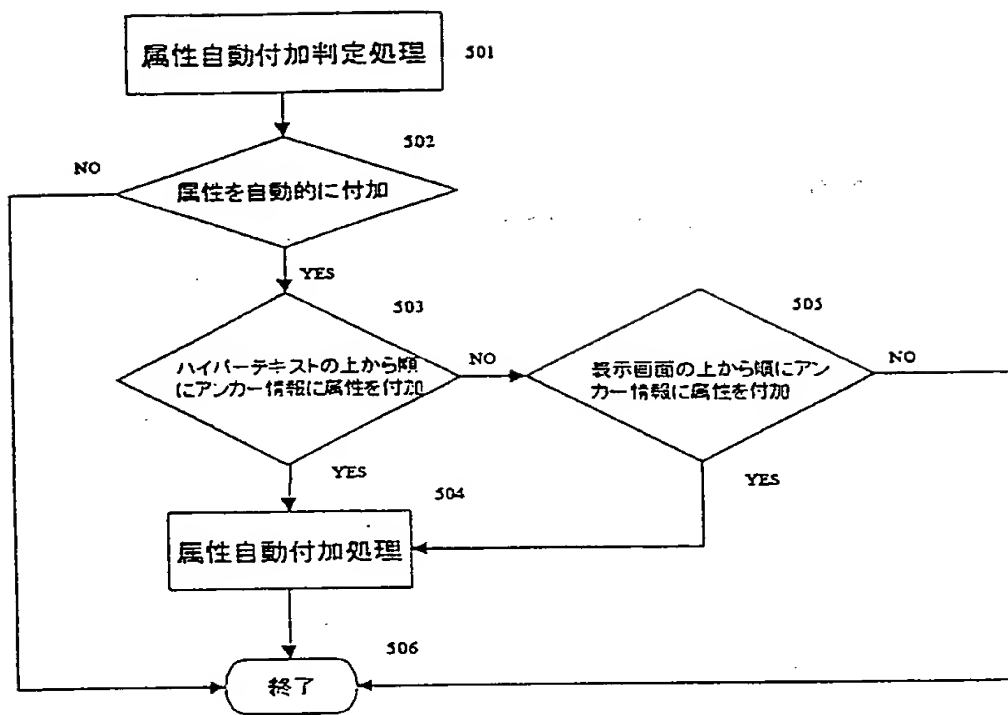 属性自動付加判定処理
501
502
NO
属性を自動的に付加
YES
503
505
ハイパーテキストの上から順
にアンカー情報に属性を付加
NO
表示画面の上から順にアン
カー情報に属性を付加
NO
YES
YES
504
属性自動付加処理
506
終了